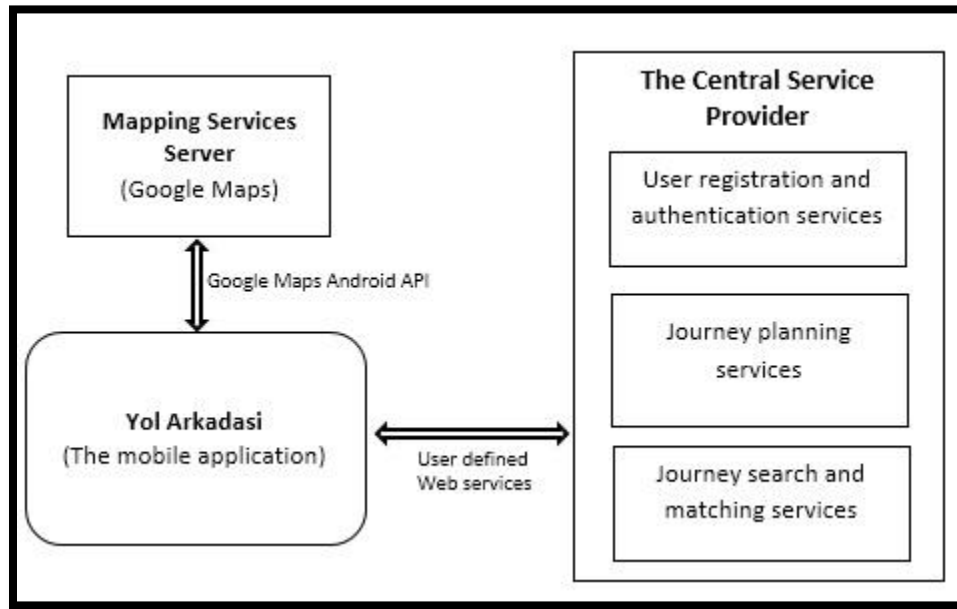 Mapping Services
Server
(Google Maps)
Google Maps Android API
Yol Arkadasi
(The mobile application)
User defined
Web services
The Central Service
Provider
User registration and
authentication services
Journey planning
services
Journey search and
matching services